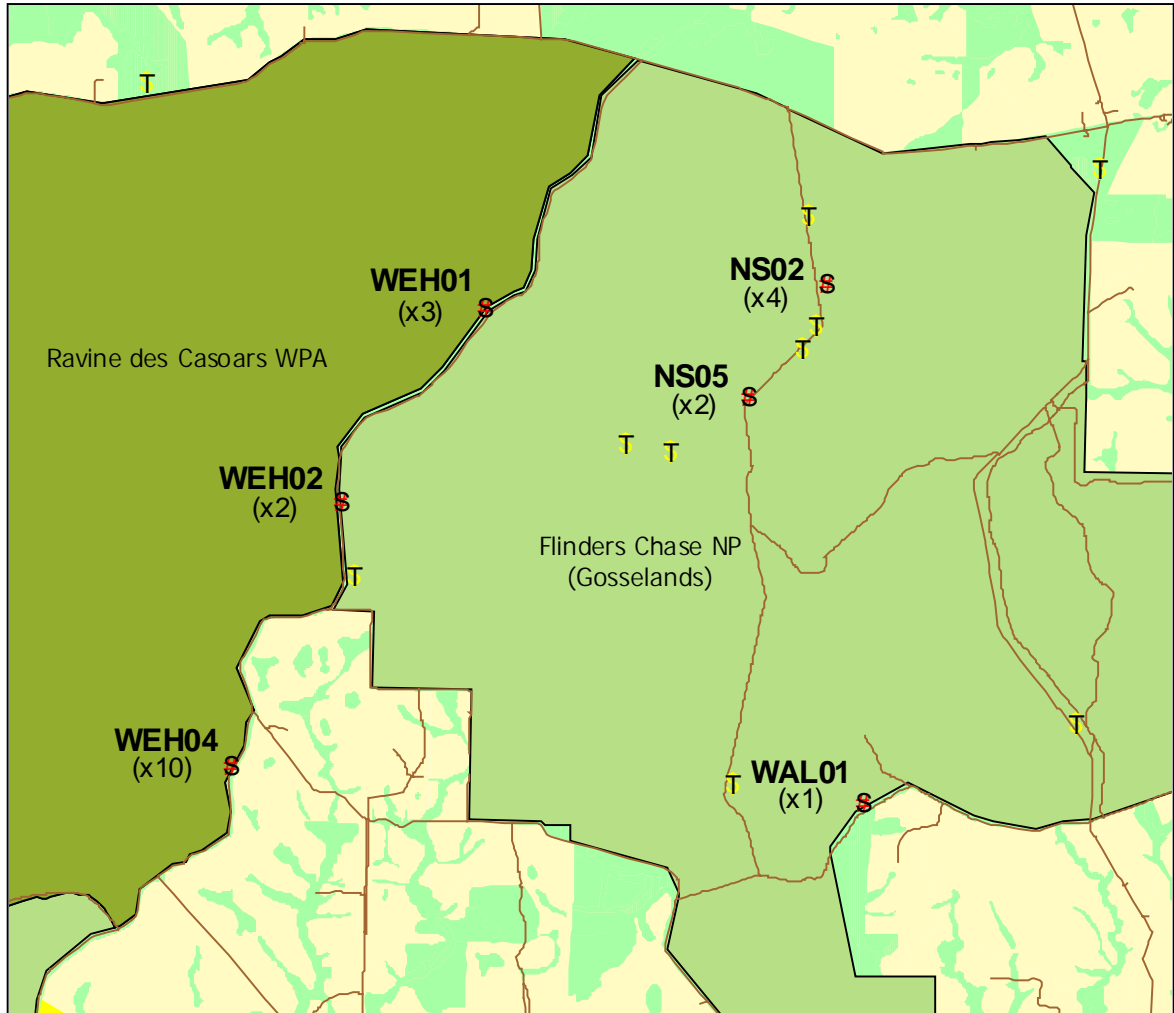 T
T
T
WEH01
(x3)
NS02
(x4)
S
S
T
T
Ravine des Casoars WPA
NS05
(x2)
S
T
T
WEH02
(x2)
S
Flinders Chase NP
(Gosselands)
T
T
WEH04
(x10)
S
WAL01
(x1)
T
S